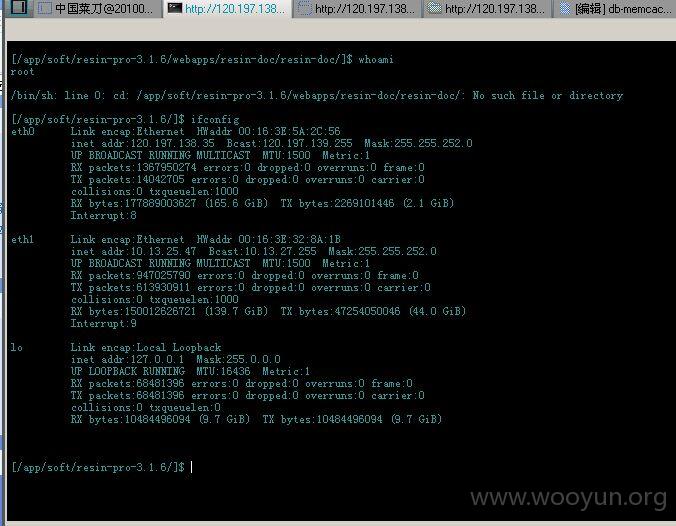 中国菜刀@20100... http://120.197.138... http://120.197.138... http://120.197.138... [编辑] db-memcac...
[/app/soft/resin-pro-3.1.6/webapps/resin-doc/resin-doc/]$ whoami
root
/bin/sh: line 0: cd: /app/soft/resin-pro-3.1.6/webapps/resin-doc/resin-doc/: No such file or directory
[/app/soft/resin-pro-3.1.6/]$ ifconfig
eth0 Link encap:Ethernet HWaddr 00:16:3E:5A:2C:56
inet addr:120.197.138.35 Bcast:120.197.139.255 Mask:255.255.252.0
UP BROADCAST RUNNING MULTICAST MTU:1500 Metric:1
RX packets:1367950274 errors:0 dropped:0 overruns:0 frame:0
TX packets:14042705 errors:0 dropped:0 overruns:0 carrier:0
collisions:0 txqueuelen:1000
RX bytes:177889003627 (165.6 GiB) TX bytes:2269101446 (2.1 GiB)
Interrupt:8
eth1 Link encap:Ethernet HWaddr 00:16:3E:32:8A:1B
inet addr:10.13.25.47 Bcast:10.13.27.255 Mask:255.255.252.0
UP BROADCAST RUNNING MULTICAST MTU:1500 Metric:1
RX packets:947025790 errors:0 dropped:0 overruns:0 frame:0
TX packets:613930911 errors:0 dropped:0 overruns:0 carrier:0
collisions:0 txqueuelen:1000
RX bytes:150012626721 (139.7 GiB) TX bytes:47254050046 (44.0 GiB)
Interrupt:9
lo Link encap:Local Loopback
inet addr:127.0.0.1 Mask:255.0.0.0
UP LOOPBACK RUNNING MTU:16436 Metric:1
RX packets:68481396 errors:0 dropped:0 overruns:0 frame:0
TX packets:68481396 errors:0 dropped:0 overruns:0 carrier:0
collisions:0 txqueuelen:0
RX bytes:10484496094 (9.7 GiB) TX bytes:10484496094 (9.7 GiB)
[/app/soft/resin-pro-3.1.6/]$
www.wooyun.org